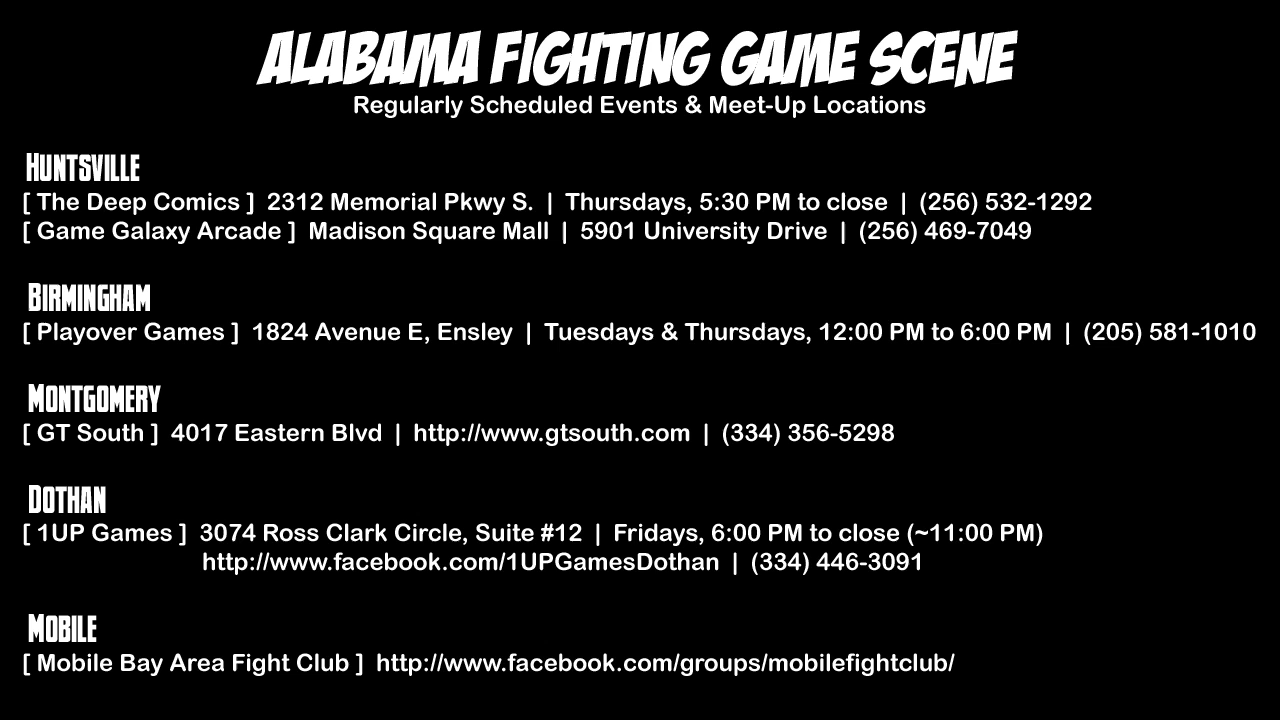 ALABAMA FIGHTING GAME SCENE
Regularly Scheduled Events & Meet-Up Locations
HUNTSVILLE
[ The Deep Comics ] 2312 Memorial Pkwy S. | Thursdays, 5:30 PM to close | (256) 532-1292
[ Game Galaxy Arcade ] Madison Square Mall | 5901 University Drive | (256) 469-7049
BIRMINGHAM
[ Playover Games ] 1824 Avenue E, Ensley | Tuesdays & Thursdays, 12:00 PM to 6:00 PM | (205) 581-1010
MONTGOMERY
[ GT South ] 4017 Eastern Blvd | http://www.gtsouth.com | (334) 356-5298
DOTHAN
[ 1UP Games ] 3074 Ross Clark Circle, Suite #12 | Fridays, 6:00 PM to close (~11:00 PM)
http://www.facebook.com/1UPGamesDothan | (334) 446-3091
MOBILE
[ Mobile Bay Area Fight Club ] http://www.facebook.com/groups/mobilefightclub/